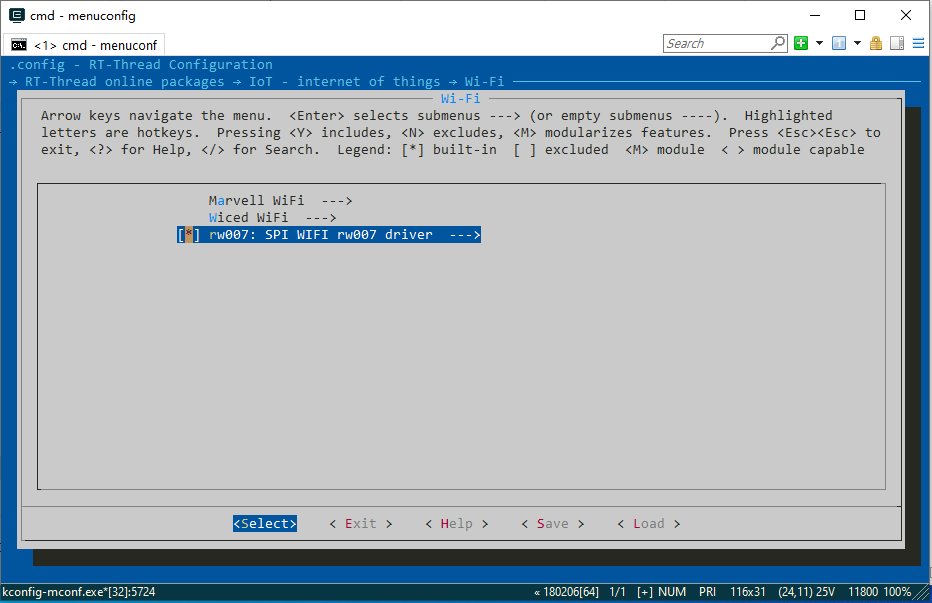 cmd - menuconfig
<1> cmd - menuconf
Search
.config - RT-Thread Configuration
→ RT-Thread online packages → IoT - internet of things → Wi-Fi
Wi-Fi
Arrow keys navigate the menu.  <Enter> selects submenus ---> (or empty submenus ----).  Highlighted
letters are hotkeys.  Pressing <Y> includes, <N> excludes, <M> modularizes features.  Press <Esc><Esc> to
exit, <?> for Help, </> for Search.  Legend: [*] built-in  [ ] excluded  <M> module  < > module capable
Marvell WiFi  --->
Wiced WiFi  --->
[*] rw007: SPI WIFI rw007 driver  --->
<Select>    < Exit >    < Help >    < Save >    < Load >
kconfig-mconf.exe*[32]:5724    « 180206[64]  1/1  [+] NUM  PRI  116x31  (24,11) 25V  11800 100%